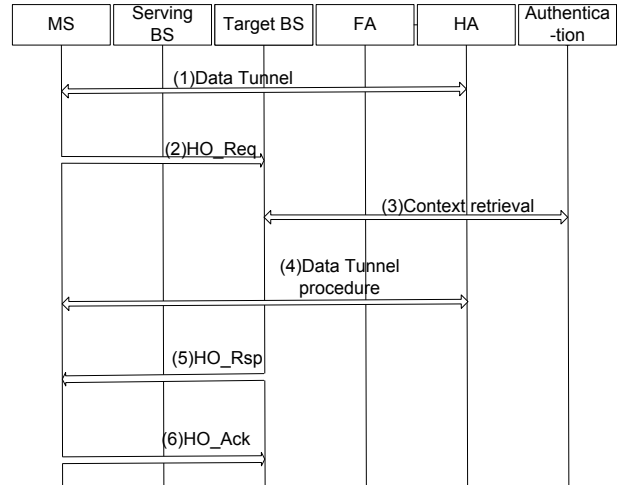 MS
Serving
BS
Target BS
FA
HA
Authentica
-tion
(1)Data Tunnel
(2)HO_Req
(3)Context retrieval
(4)Data Tunnel
procedure
(5)HO_Rsp
(6)HO_Ack